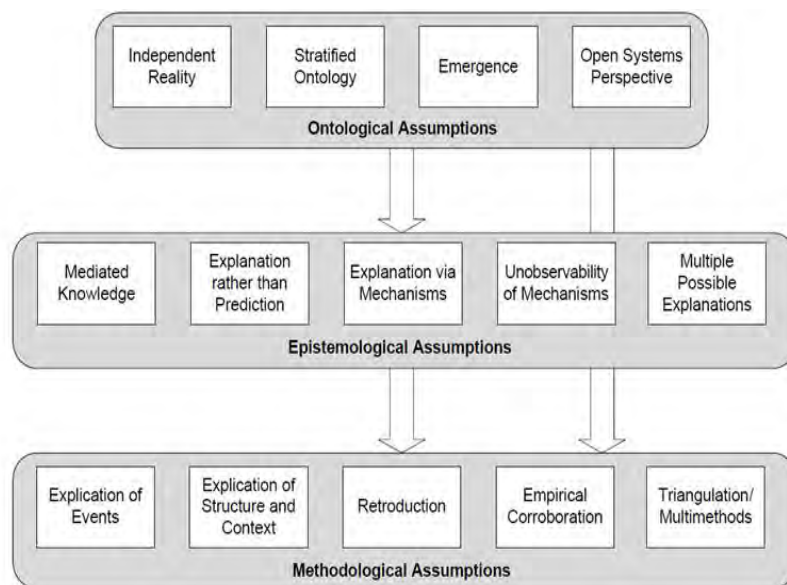 Independent
Reality
Stratified
Ontology
Emergence
Open Systems
Perspective
Ontological Assumptions
Mediated
Knowledge
Explanation
rather than
Prediction
Explanation via
Mechanisms
Unobservability
of Mechanisms
Multiple
Possible
Explanations
Epistemological Assumptions
Explication of
Events
Explication of
Structure and
Context
Retroduction
Empirical
Corroboration
Triangulation/
Multimethods
Methodological Assumptions